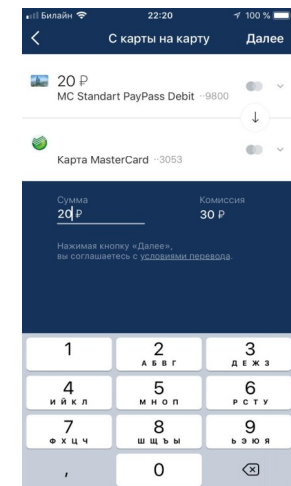 Билайн 22:20 100 %
С карты на карту Далее
20 ₽
MC Standart PayPass Debit ··9800
Карта MasterCard ··3053
Сумма Комиссия
20 ₽ 30 ₽
Нажимая кнопку «Далее»,
вы соглашаетесь с условиями перевода.
1 2 3
А Б В Г Д Е Ж З
4 5 6
И Й К Л М Н О П Р С Т У
7 8 9
Ф Х Ц Ч Ш Щ Ъ Ы Ь Э Ю Я
, 0